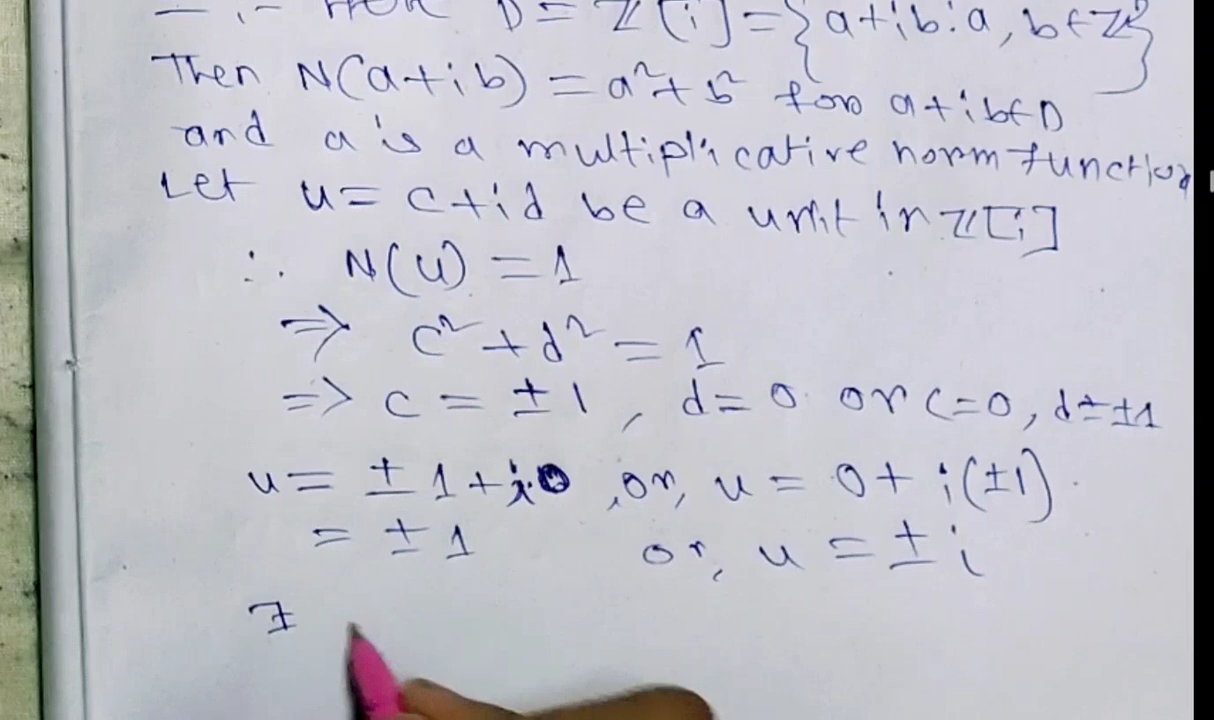 D = Z[i] = {a+ib : a, b ∈ Z}
Then N(a+ib) = a² + b² for a+ib ∈ D
and a is a multiplicative norm function
Let u = c+id be a unit in Z[i]
∴ N(u) = 1
⇒ c² + d² = 1
⇒ c = ±1, d = 0 or c=0, d=±1
u = ±1+i0, or, u = 0+i(±1)
= ±1 or, u = ±i